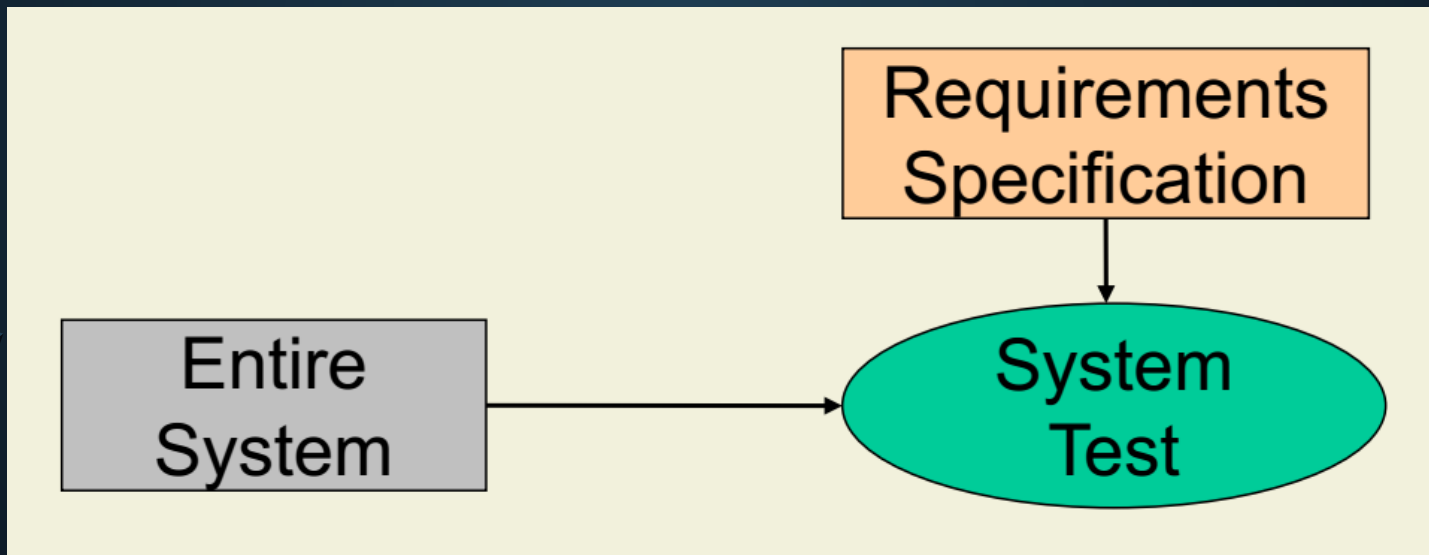 Requirements
Specification
Entire
System
System
Test